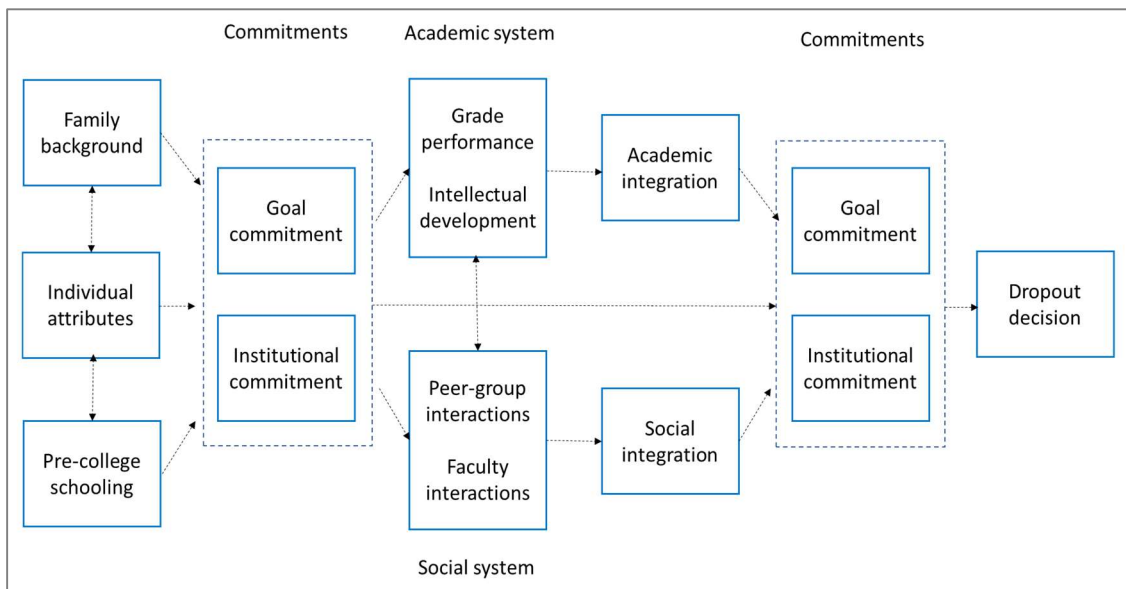 Commitments
Academic system
Commitments
Family
background
Individual
attributes
Pre-college
schooling
Goal
commitment
Institutional
commitment
Grade
performance
Intellectual
development
Peer-group
interactions
Faculty
interactions
Academic
integration
Social
integration
Goal
commitment
Institutional
commitment
Dropout
decision
Social system